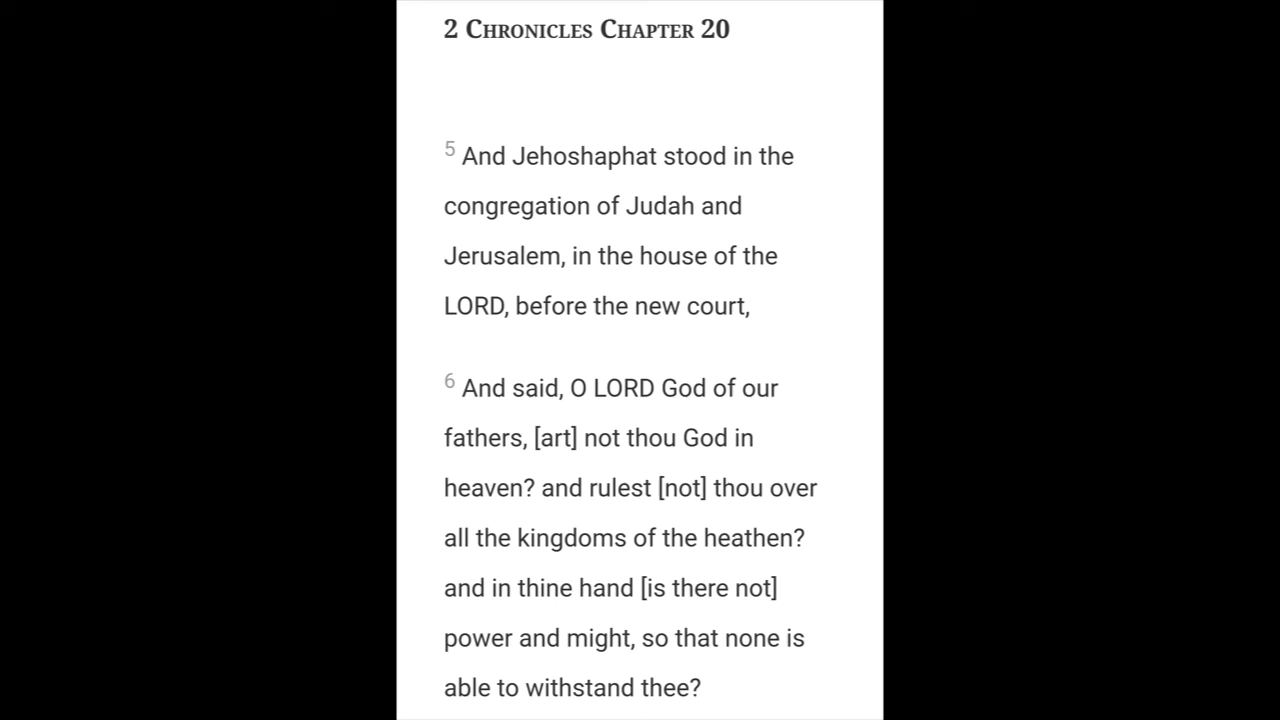 2 Chronicles Chapter 20
5 And Jehoshaphat stood in the
congregation of Judah and
Jerusalem, in the house of the
LORD, before the new court,
6 And said, O LORD God of our
fathers, [art] not thou God in
heaven? and rulest [not] thou over
all the kingdoms of the heathen?
and in thine hand [is there not]
power and might, so that none is
able to withstand thee?